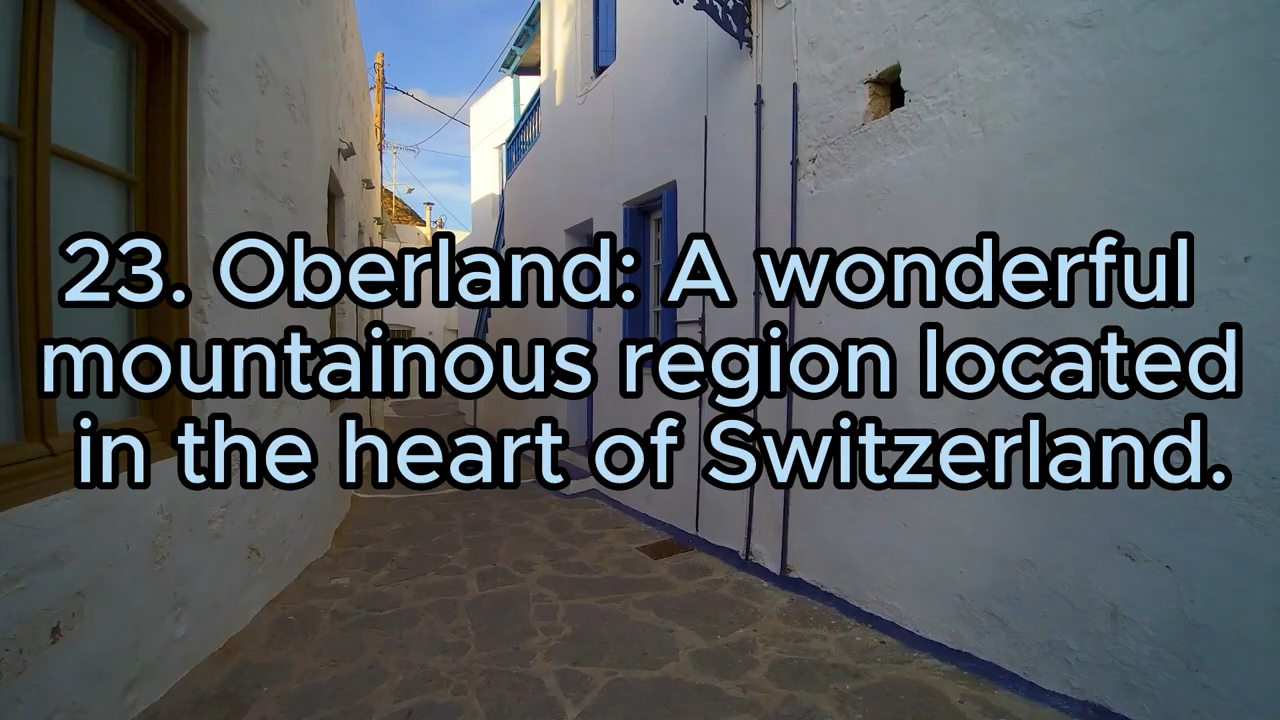 23. Oberland: A wonderful
mountainous region located
in the heart of Switzerland.